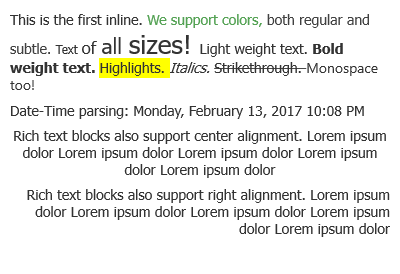 This is the first inline. We support colors, both regular and
subtle. Text of all sizes! Light weight text. Bold
weight text. Highlights. Italics. Strikethrough. Monospace
too!
Date-Time parsing: Monday, February 13, 2017 10:08 PM
Rich text blocks also support center alignment. Lorem ipsum
dolor Lorem ipsum dolor Lorem ipsum dolor Lorem ipsum
dolor Lorem ipsum dolor
Rich text blocks also support right alignment. Lorem ipsum
dolor Lorem ipsum dolor Lorem ipsum dolor Lorem ipsum
dolor Lorem ipsum dolor